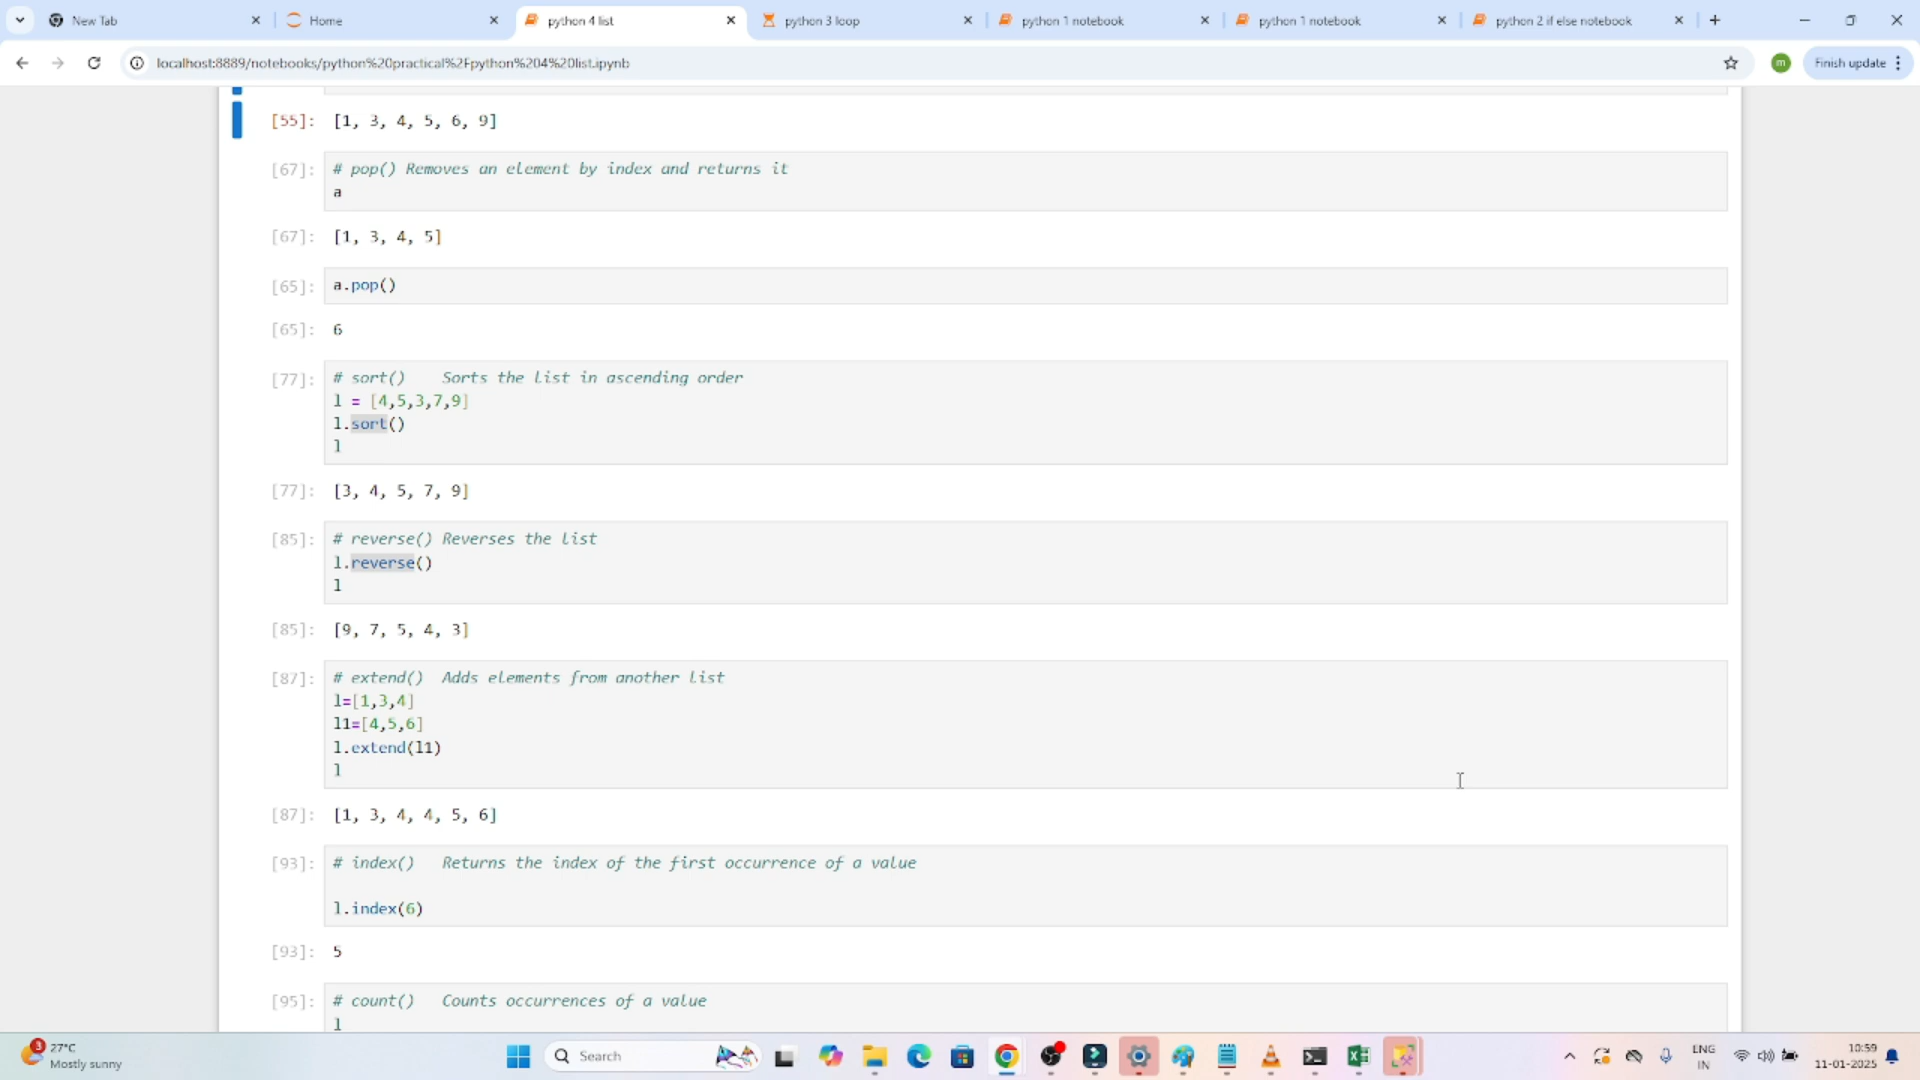 New Tab
Home
python 4 list
python 3 loop
python 1 notebook
python 1 notebook
python 2 if else notebook
localhost:8889/notebooks/python%20practical%2Fpython%204%20list.ipynb
m
Finish update
[55]: [1, 3, 4, 5, 6, 9]
[67]: # pop() Removes an element by index and returns it
a
[67]: [1, 3, 4, 5]
[65]: a.pop()
[65]: 6
[77]: # sort() Sorts the list in ascending order
l = [4,5,3,7,9]
l.sort()
l
[77]: [3, 4, 5, 7, 9]
[85]: # reverse() Reverses the list
l.reverse()
l
[85]: [9, 7, 5, 4, 3]
[87]: # extend() Adds elements from another list
l=[1,3,4]
l1=[4,5,6]
l.extend(l1)
l
[87]: [1, 3, 4, 4, 5, 6]
[93]: # index() Returns the index of the first occurrence of a value
l.index(6)
[93]: 5
[95]: # count() Counts occurrences of a value
l
3
27°C
Mostly sunny
Search
ENG
IN
10:59
11-01-2025